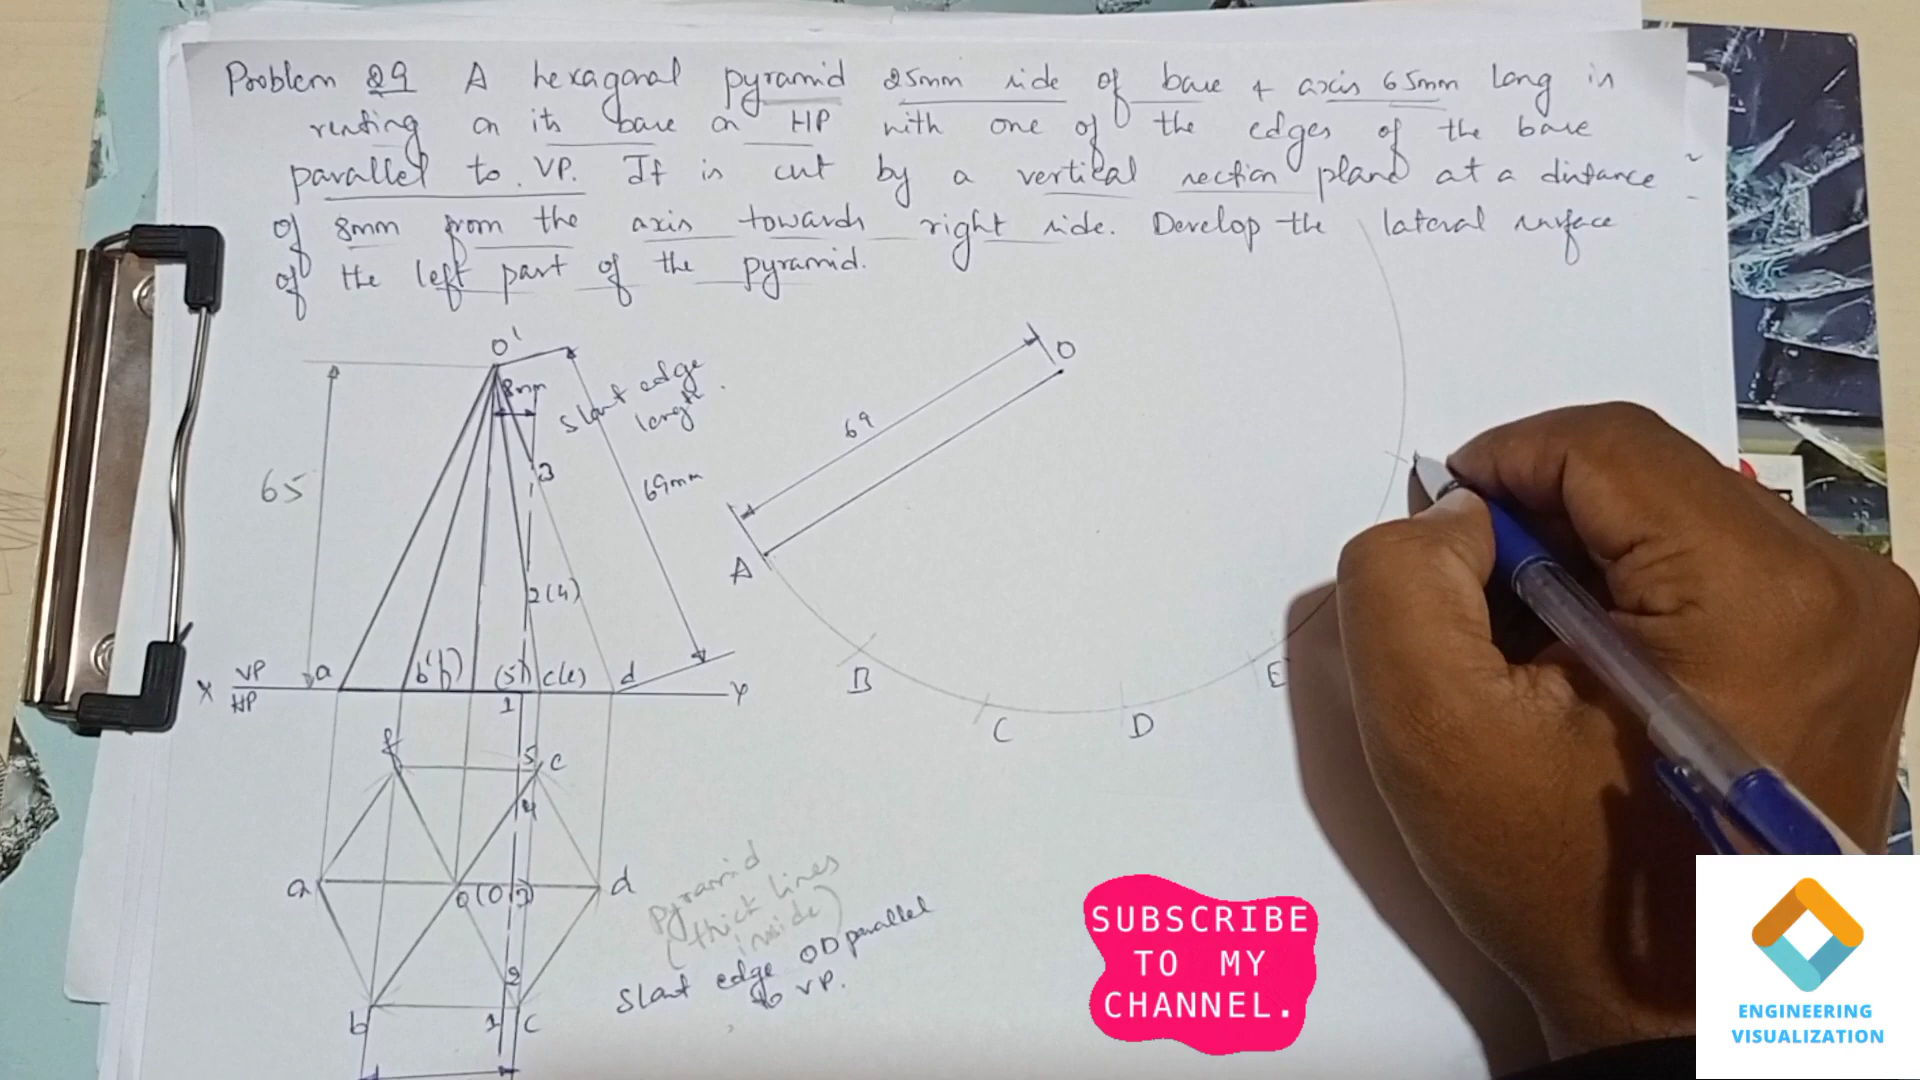 Problem 29 A hexagonal pyramid 25mm side of base & axis 65mm long is
resting on its base on HP with one of the edges of the base
parallel to VP. It is cut by a vertical section plane at a distance
of 8mm from the axis towards right side. Develop the lateral surface
of the left part of the pyramid.
O'
8mm
Slant edge
length
69mm
65
3
2(4)
X VP HP a b'(f') (5') c(e) d Y
1
O
69
A
B
C
D
E
f
5 e
4
a o(O') 3 d
2
b 1 c
Pyramid
(thick lines
inside)
Slant edge OD parallel
to VP.
SUBSCRIBE
TO MY
CHANNEL.
ENGINEERING
VISUALIZATION